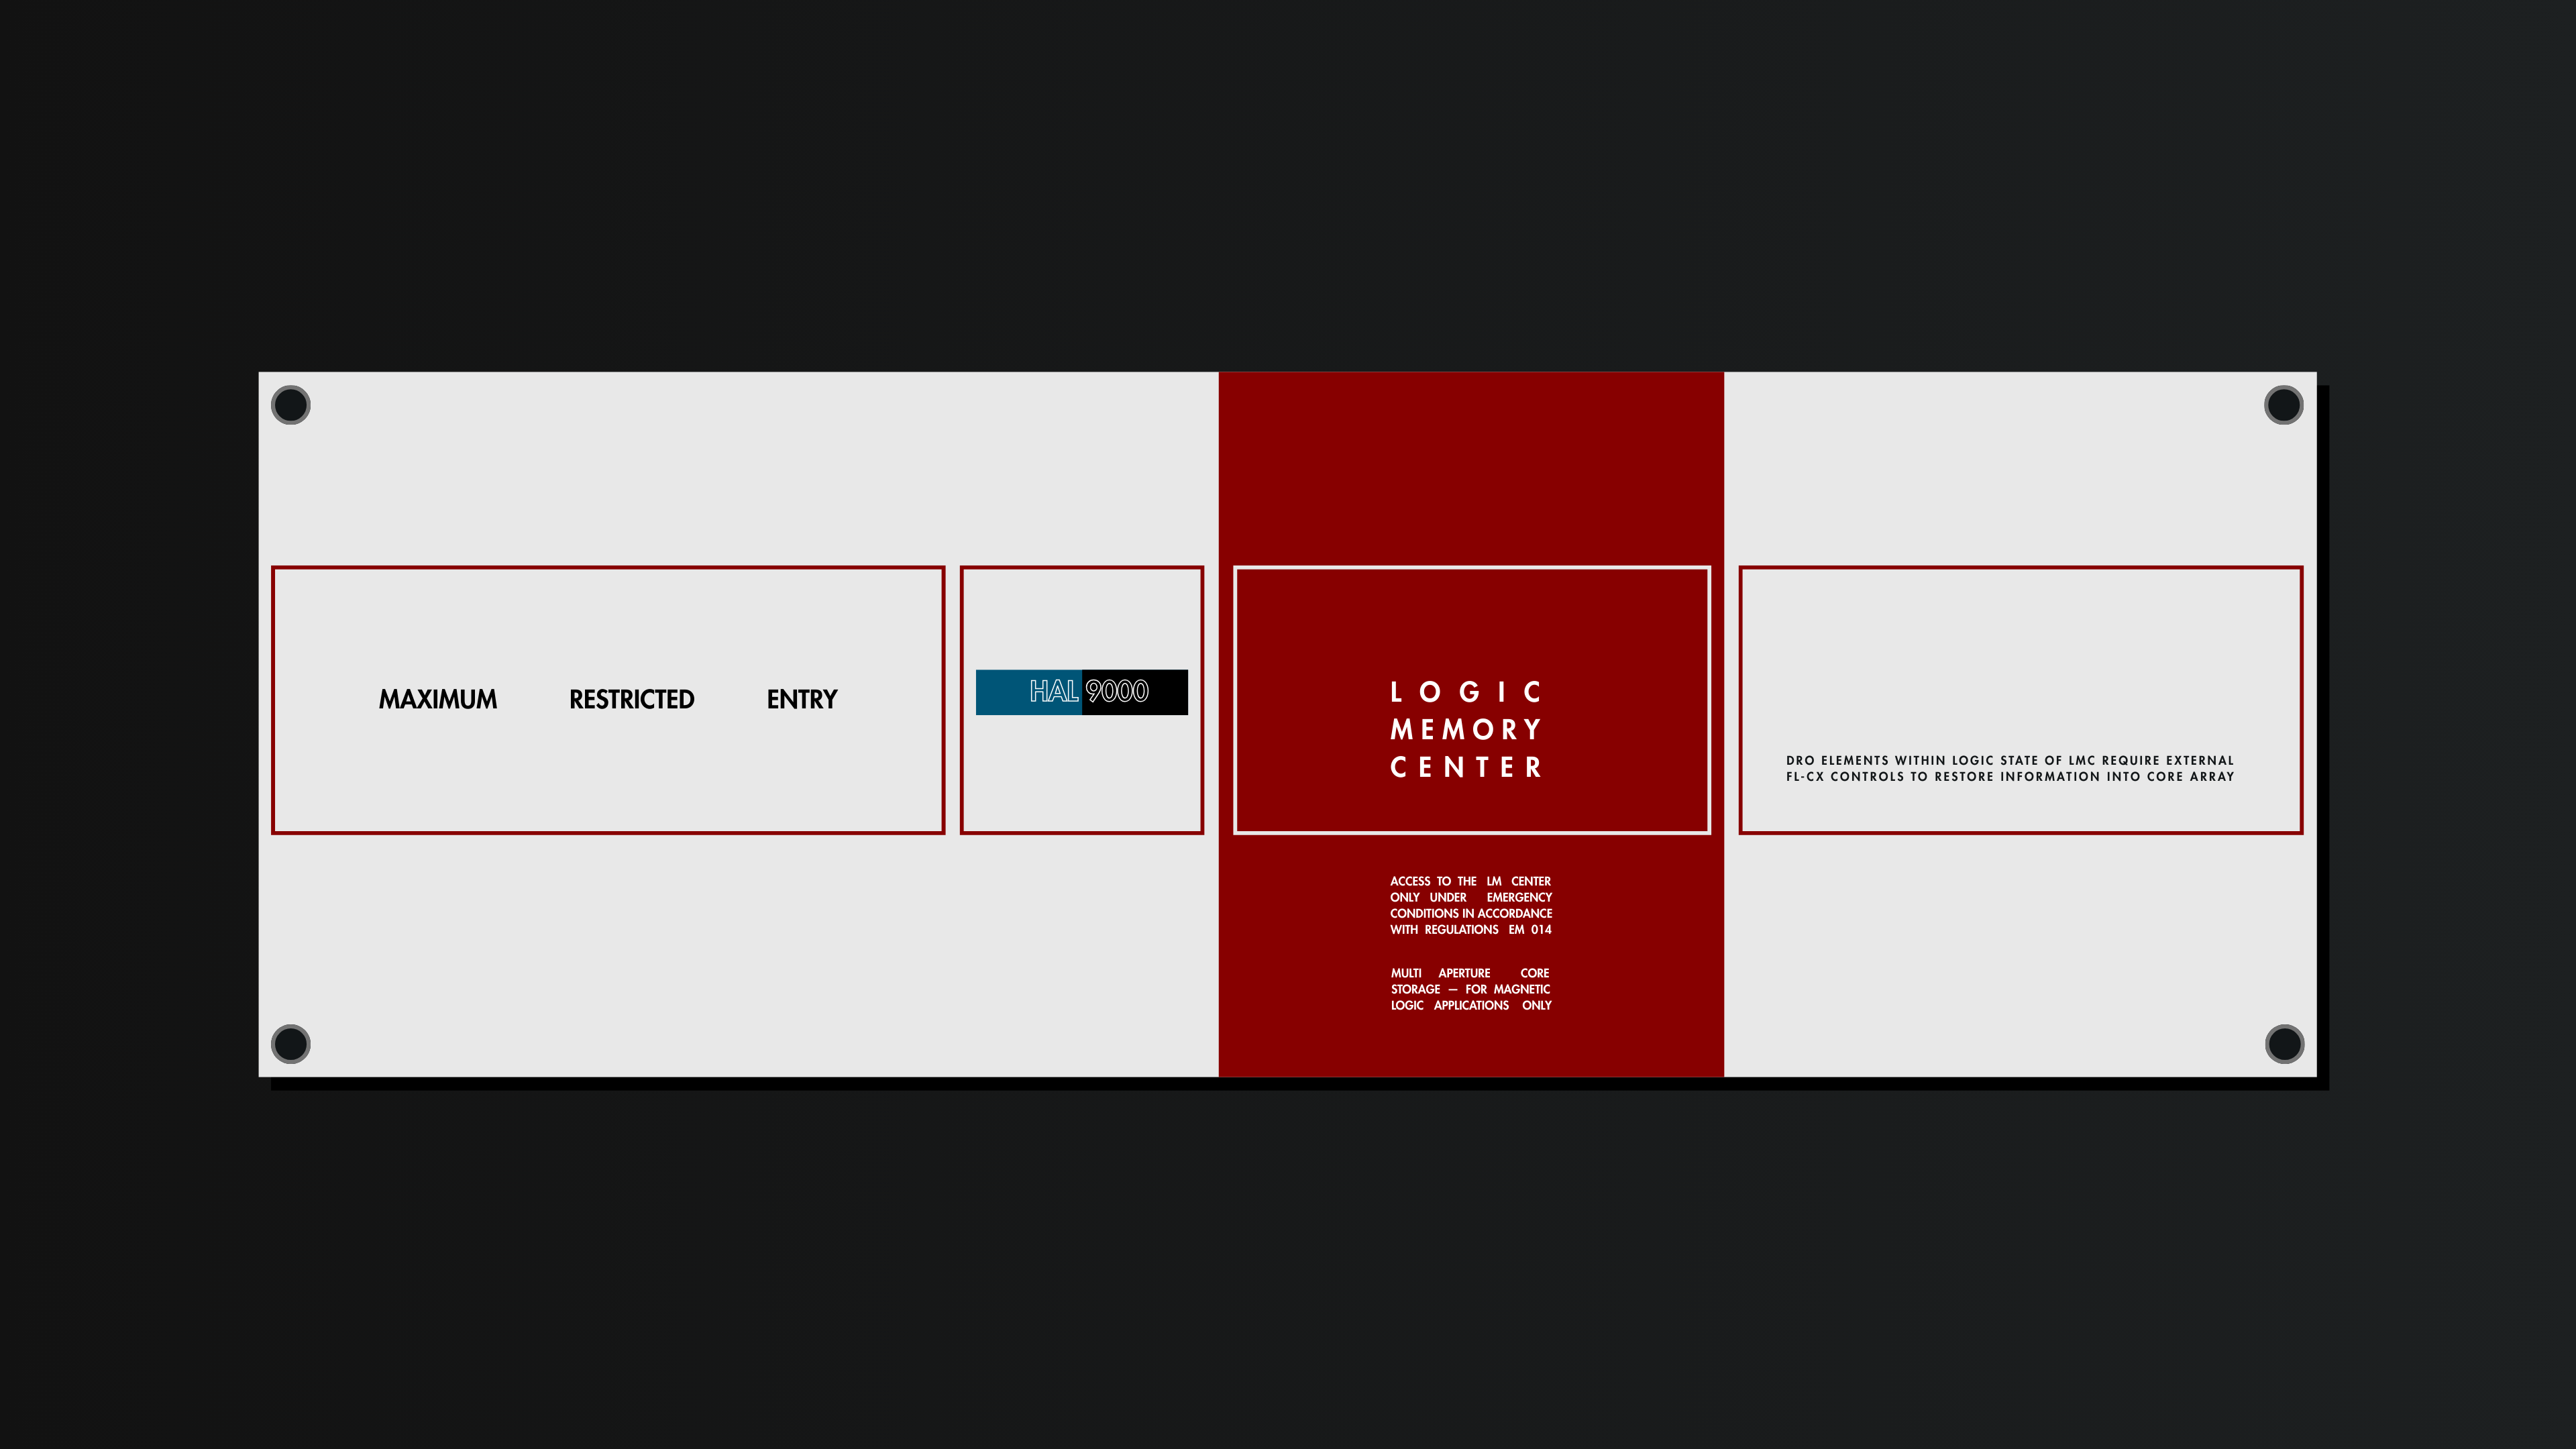 MAXIMUM RESTRICTED ENTRY
HAL 9000
LOGIC
MEMORY
CENTER
ACCESS TO THE LM CENTER
ONLY UNDER EMERGENCY
CONDITIONS IN ACCORDANCE
WITH REGULATIONS EM 014
MULTI APERTURE CORE
STORAGE — FOR MAGNETIC
LOGIC APPLICATIONS ONLY
DRO ELEMENTS WITHIN LOGIC STATE OF LMC REQUIRE EXTERNAL
FL-CX CONTROLS TO RESTORE INFORMATION INTO CORE ARRAY